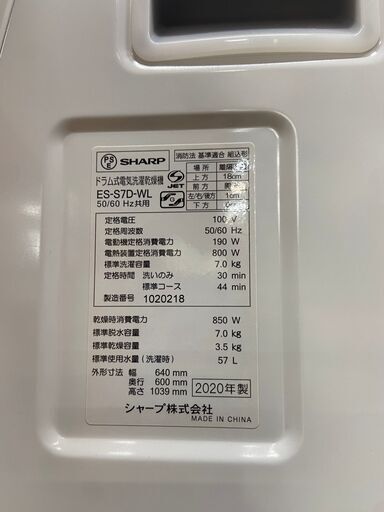 PS E SHARP
ドラム式電気洗濯乾燥機
ES-S7D-WL
50/60 Hz共用
JET
消防法 基準適合 組込形
場所
上方 18cm
前方
左/右/後方 1cm
下方
定格電圧 100 V
定格周波数 50/60 Hz
電動機定格消費電力 190 W
電熱装置定格消費電力 800 W
標準洗濯容量 7.0 kg
定格時間 洗いのみ 30 min
標準コース 44 min
製造番号 1020218
乾燥時消費電力 850 W
標準脱水容量 7.0 kg
標準乾燥容量 3.5 kg
標準使用水量(洗濯時) 57 L
外形寸法 幅 640 mm
奥行 600 mm
高さ 1039 mm
2020年製
シャープ株式会社
MADE IN CHINA